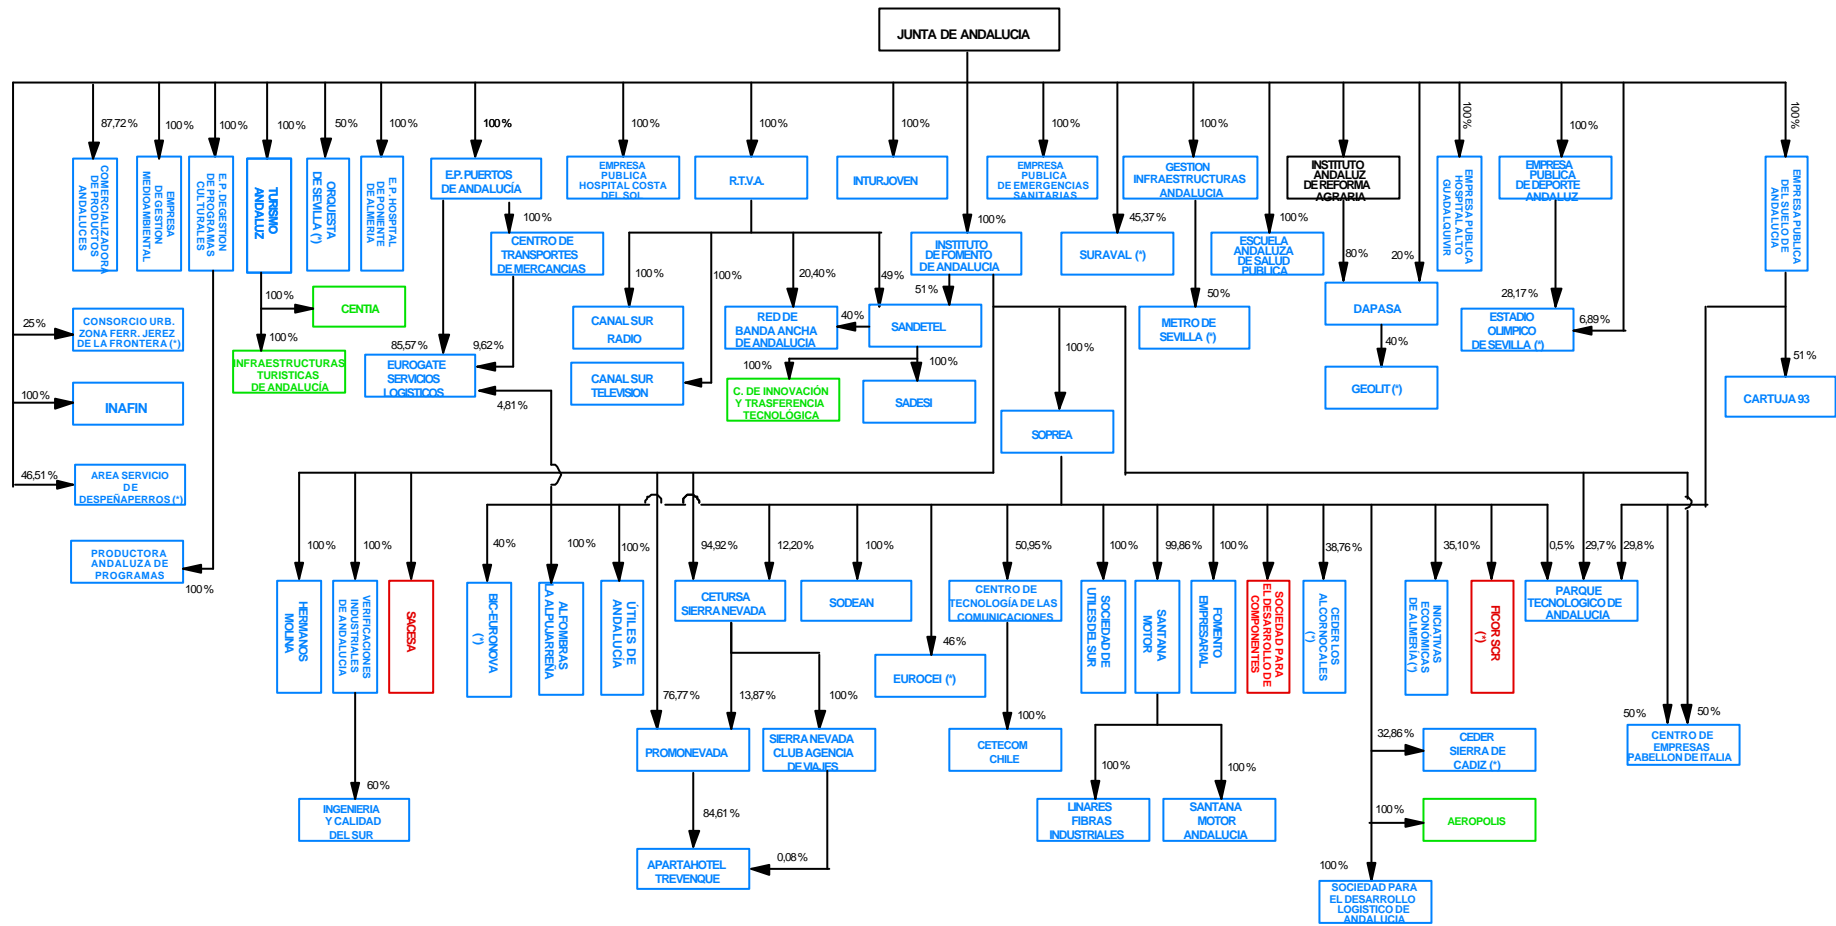 JUNTA DE ANDALUCIA
87,72 %
100 %
100 %
100 %
50 %
100 %
100 %
100 %
100 %
100 %
100 %
100 %
100 %
100 %
100 %
100 %
100 %
COMERCIALIZADORA
DE PRODUCTOS
ANDALUCES
EMPRESA
DE GESTION
MEDIOAMBIENTAL
E.P. DE GESTION
DE PROGRAMAS
CULTURALES
TURISMO
ANDALUZ
ORQUESTA
DE SEVILLA (*)
E.P. HOSPITAL
DE PONIENTE
DE ALMERIA
E.P. PUERTOS
DE ANDALUCÍA
EMPRESA
PUBLICA
HOSPITAL COSTA
DEL SOL
R.T.V.A.
INTURJOVEN
EMPRESA
PUBLICA
DE EMERGENCIAS
SANITARIAS
GESTION
INFRAESTRUCTURAS
ANDALUCIA
INSTITUTO
ANDALUZ
DE REFORMA
AGRARIA
EMPRESA PUBLICA
HOSPITAL ALTO
GUADALQUIVIR
EMPRESA
PUBLICA
DE DEPORTE
ANDALUZ
EMPRESA PUBLICA
DEL SUELO DE
ANDALUCIA
100 %
CENTRO DE
TRANSPORTES
DE MERCANCIAS
100 %
INSTITUTO
DE FOMENTO
DE ANDALUCIA
45,37 %
SURAVAL (*)
100 %
ESCUELA
ANDALUZA
DE SALUD
PUBLICA
80 %
20 %
100 %
100 %
20,40 %
49 %
51 %
100 %
CENTIA
25 %
CONSORCIO URB.
ZONA FERR. JEREZ
DE LA FRONTERA (*)
100 %
INFRAESTRUCTURAS
TURISTICAS
DE ANDALUCÍA
85,57 %
9,62 %
EUROGATE
SERVICIOS
LOGISTICOS
4,81 %
CANAL SUR
RADIO
RED DE
BANDA ANCHA
DE ANDALUCIA
40 %
SANDETEL
50 %
METRO DE
SEVILLA (*)
DAPASA
28,17 %
ESTADIO
OLIMPICO
DE SEVILLA (*)
6,89 %
CANAL SUR
TELEVISION
100 %
C. DE INNOVACIÓN
Y TRASFERENCIA
TECNOLÓGICA
100 %
SADESI
100 %
40 %
GEOLIT (*)
51 %
CARTUJA 93
100 %
INAFIN
SOPREA
46,51 %
AREA SERVICIO
DE
DESPEÑAPERROS (*)
PRODUCTORA
ANDALUZA DE
PROGRAMAS
100 %
100 %
100 %
40 %
100 %
100 %
94,92 %
12,20 %
100 %
50,95 %
100 %
99,86 %
100 %
38,76 %
35,10 %
0,5 %
29,7 %
29,8 %
HERMANOS
MOLINA
VERIFICACIONES
INDUSTRIALES
DE ANDALUCIA
SACESA
BIC-EURONOVA
(*)
ALFOMBRAS
LA ALPUJARREÑA
ÚTILES DE
ANDALUCÍA
CETURSA
SIERRA NEVADA
SODEAN
CENTRO DE
TECNOLOGÍA DE LAS
COMUNICACIONES
SOCIEDAD DE
UTILES DEL SUR
SANTANA
MOTOR
FOMENTO
EMPRESARIAL
SOCIEDAD PARA
EL DESARROLLO DE
COMPONENTES
CEDER LOS
ALCORNOCALES
(*)
INICIATIVAS
ECONÓMICAS
DE ALMERÍA (*)
FICOR SCR
(*)
PARQUE
TECNOLOGICO DE
ANDALUCIA
46 %
EUROCEI (*)
76,77 %
13,87 %
100 %
100 %
50 %
50 %
PROMONEVADA
SIERRA NEVADA
CLUB AGENCIA
DE VIAJES
CETECOM
CHILE
32,86 %
CEDER
SIERRA DE
CADIZ (*)
CENTRO DE
EMPRESAS
PABELLON DE ITALIA
60 %
INGENIERIA
Y CALIDAD
DEL SUR
100 %
LINARES
FIBRAS
INDUSTRIALES
100 %
SANTANA
MOTOR
ANDALUCIA
100 %
AEROPOLIS
84,61 %
0,08 %
APARTAHOTEL
TREVENQUE
100 %
SOCIEDAD PARA
EL DESARROLLO
LOGISTICO DE
ANDALUCIA